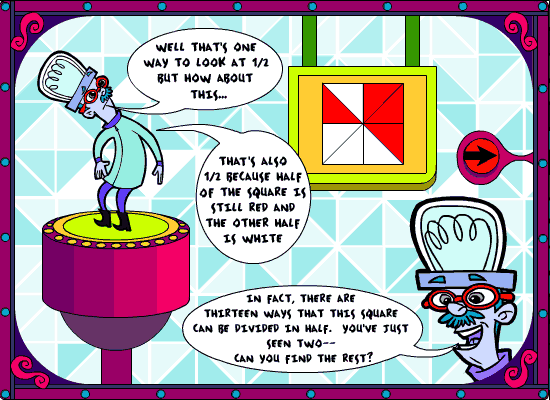 WELL THAT'S ONE
WAY TO LOOK AT 1/2
BUT HOW ABOUT
THIS...
THAT'S ALSO
1/2 BECAUSE HALF
OF THE SQUARE IS
STILL RED AND
THE OTHER HALF
IS WHITE
IN FACT, THERE ARE
THIRTEEN WAYS THAT THIS SQUARE
CAN BE DIVIDED IN HALF. YOU'VE JUST
SEEN TWO--
CAN YOU FIND THE REST?